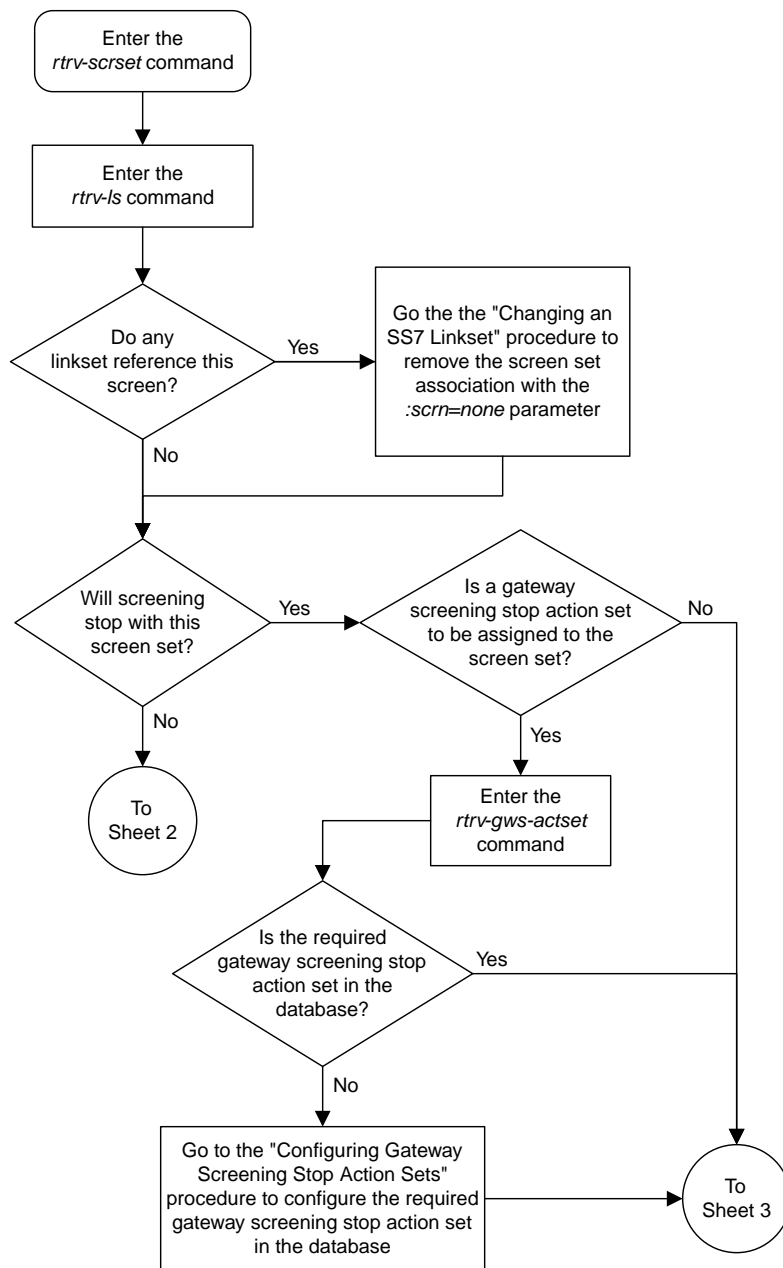 Enter the
rtrv-scrset command
Enter the
rtrv-ls command
Do any
linkset reference this
screen?
Yes
Go the the "Changing an
SS7 Linkset" procedure to
remove the screen set
association with the
:scrn=none parameter
No
Will screening
stop with this
screen set?
Yes
Is a gateway
screening stop action set
to be assigned to the
screen set?
No
No
To
Sheet 2
Yes
Enter the
rtrv-gws-actset
command
Is the required
gateway screening stop
action set in the
database?
Yes
No
Go to the "Configuring Gateway
Screening Stop Action Sets"
procedure to configure the required
gateway screening stop action set
in the database
To
Sheet 3